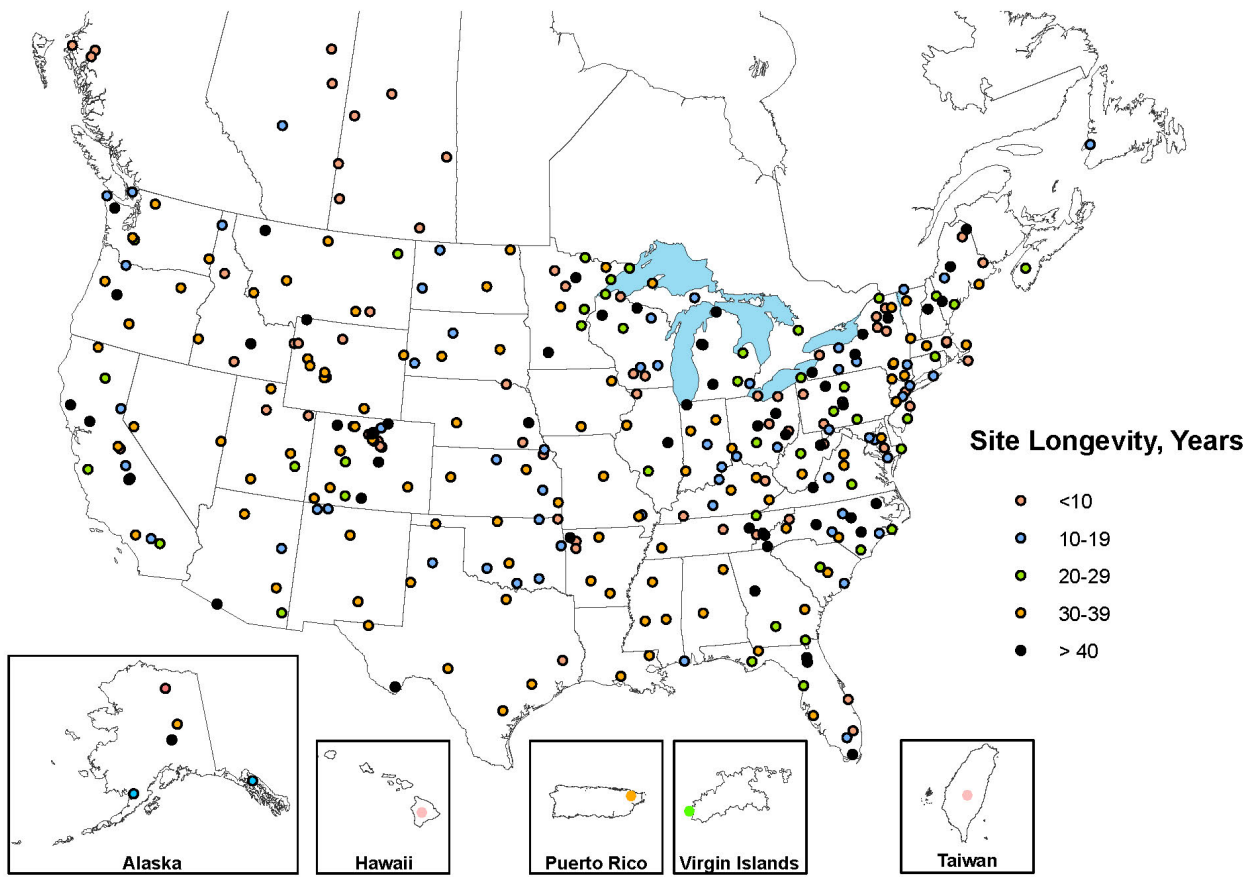 Site Longevity, Years
<10
10-19
20-29
30-39
> 40
Alaska
Hawaii
Puerto Rico
Virgin Islands
Taiwan